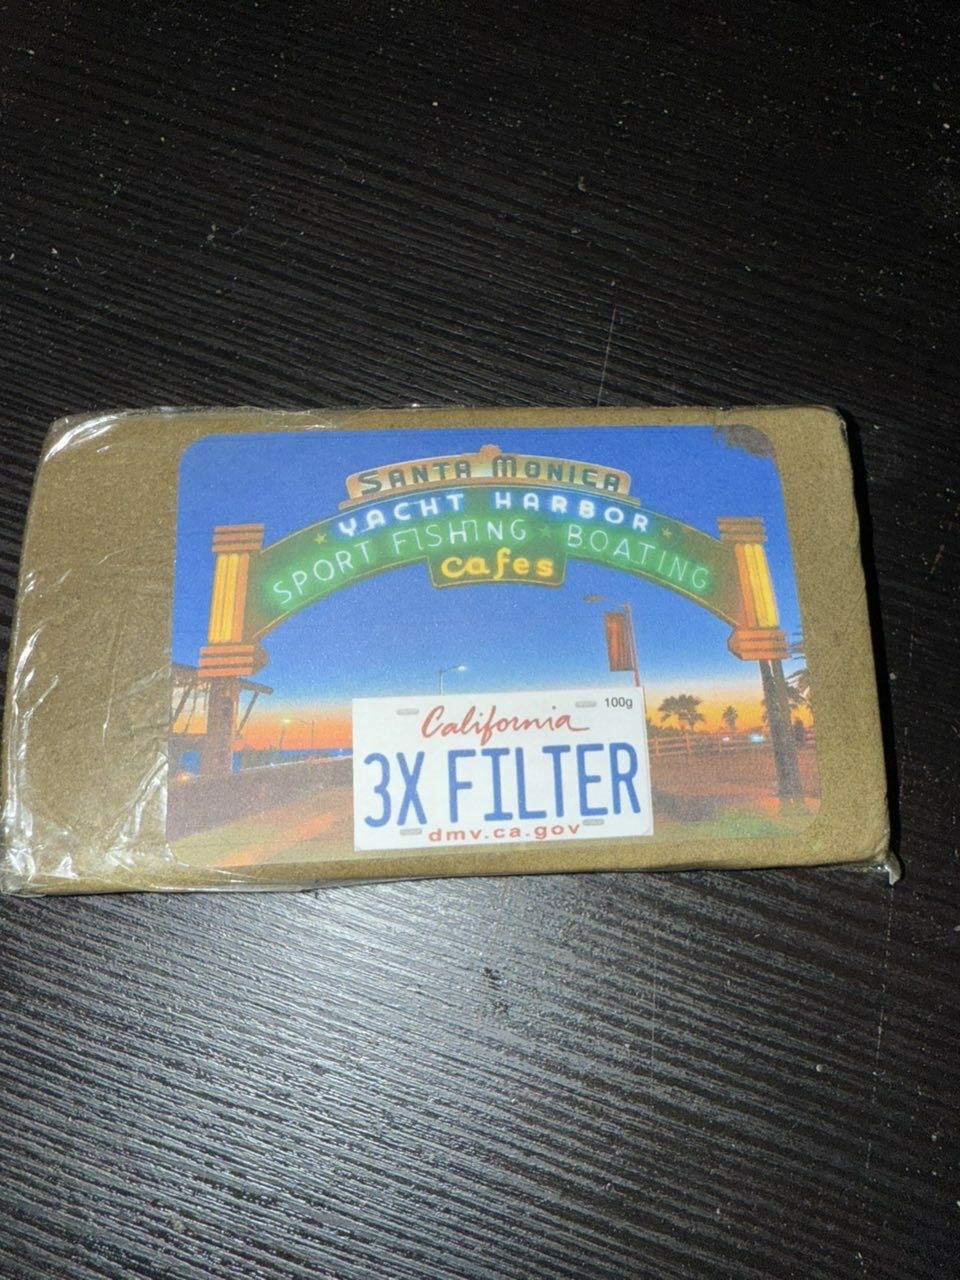 SANTA MONICA
YACHT HARBOR
SPORT FISHING ★ BOATING
cafes
100g
California
3X FILTER
dmv.ca.gov